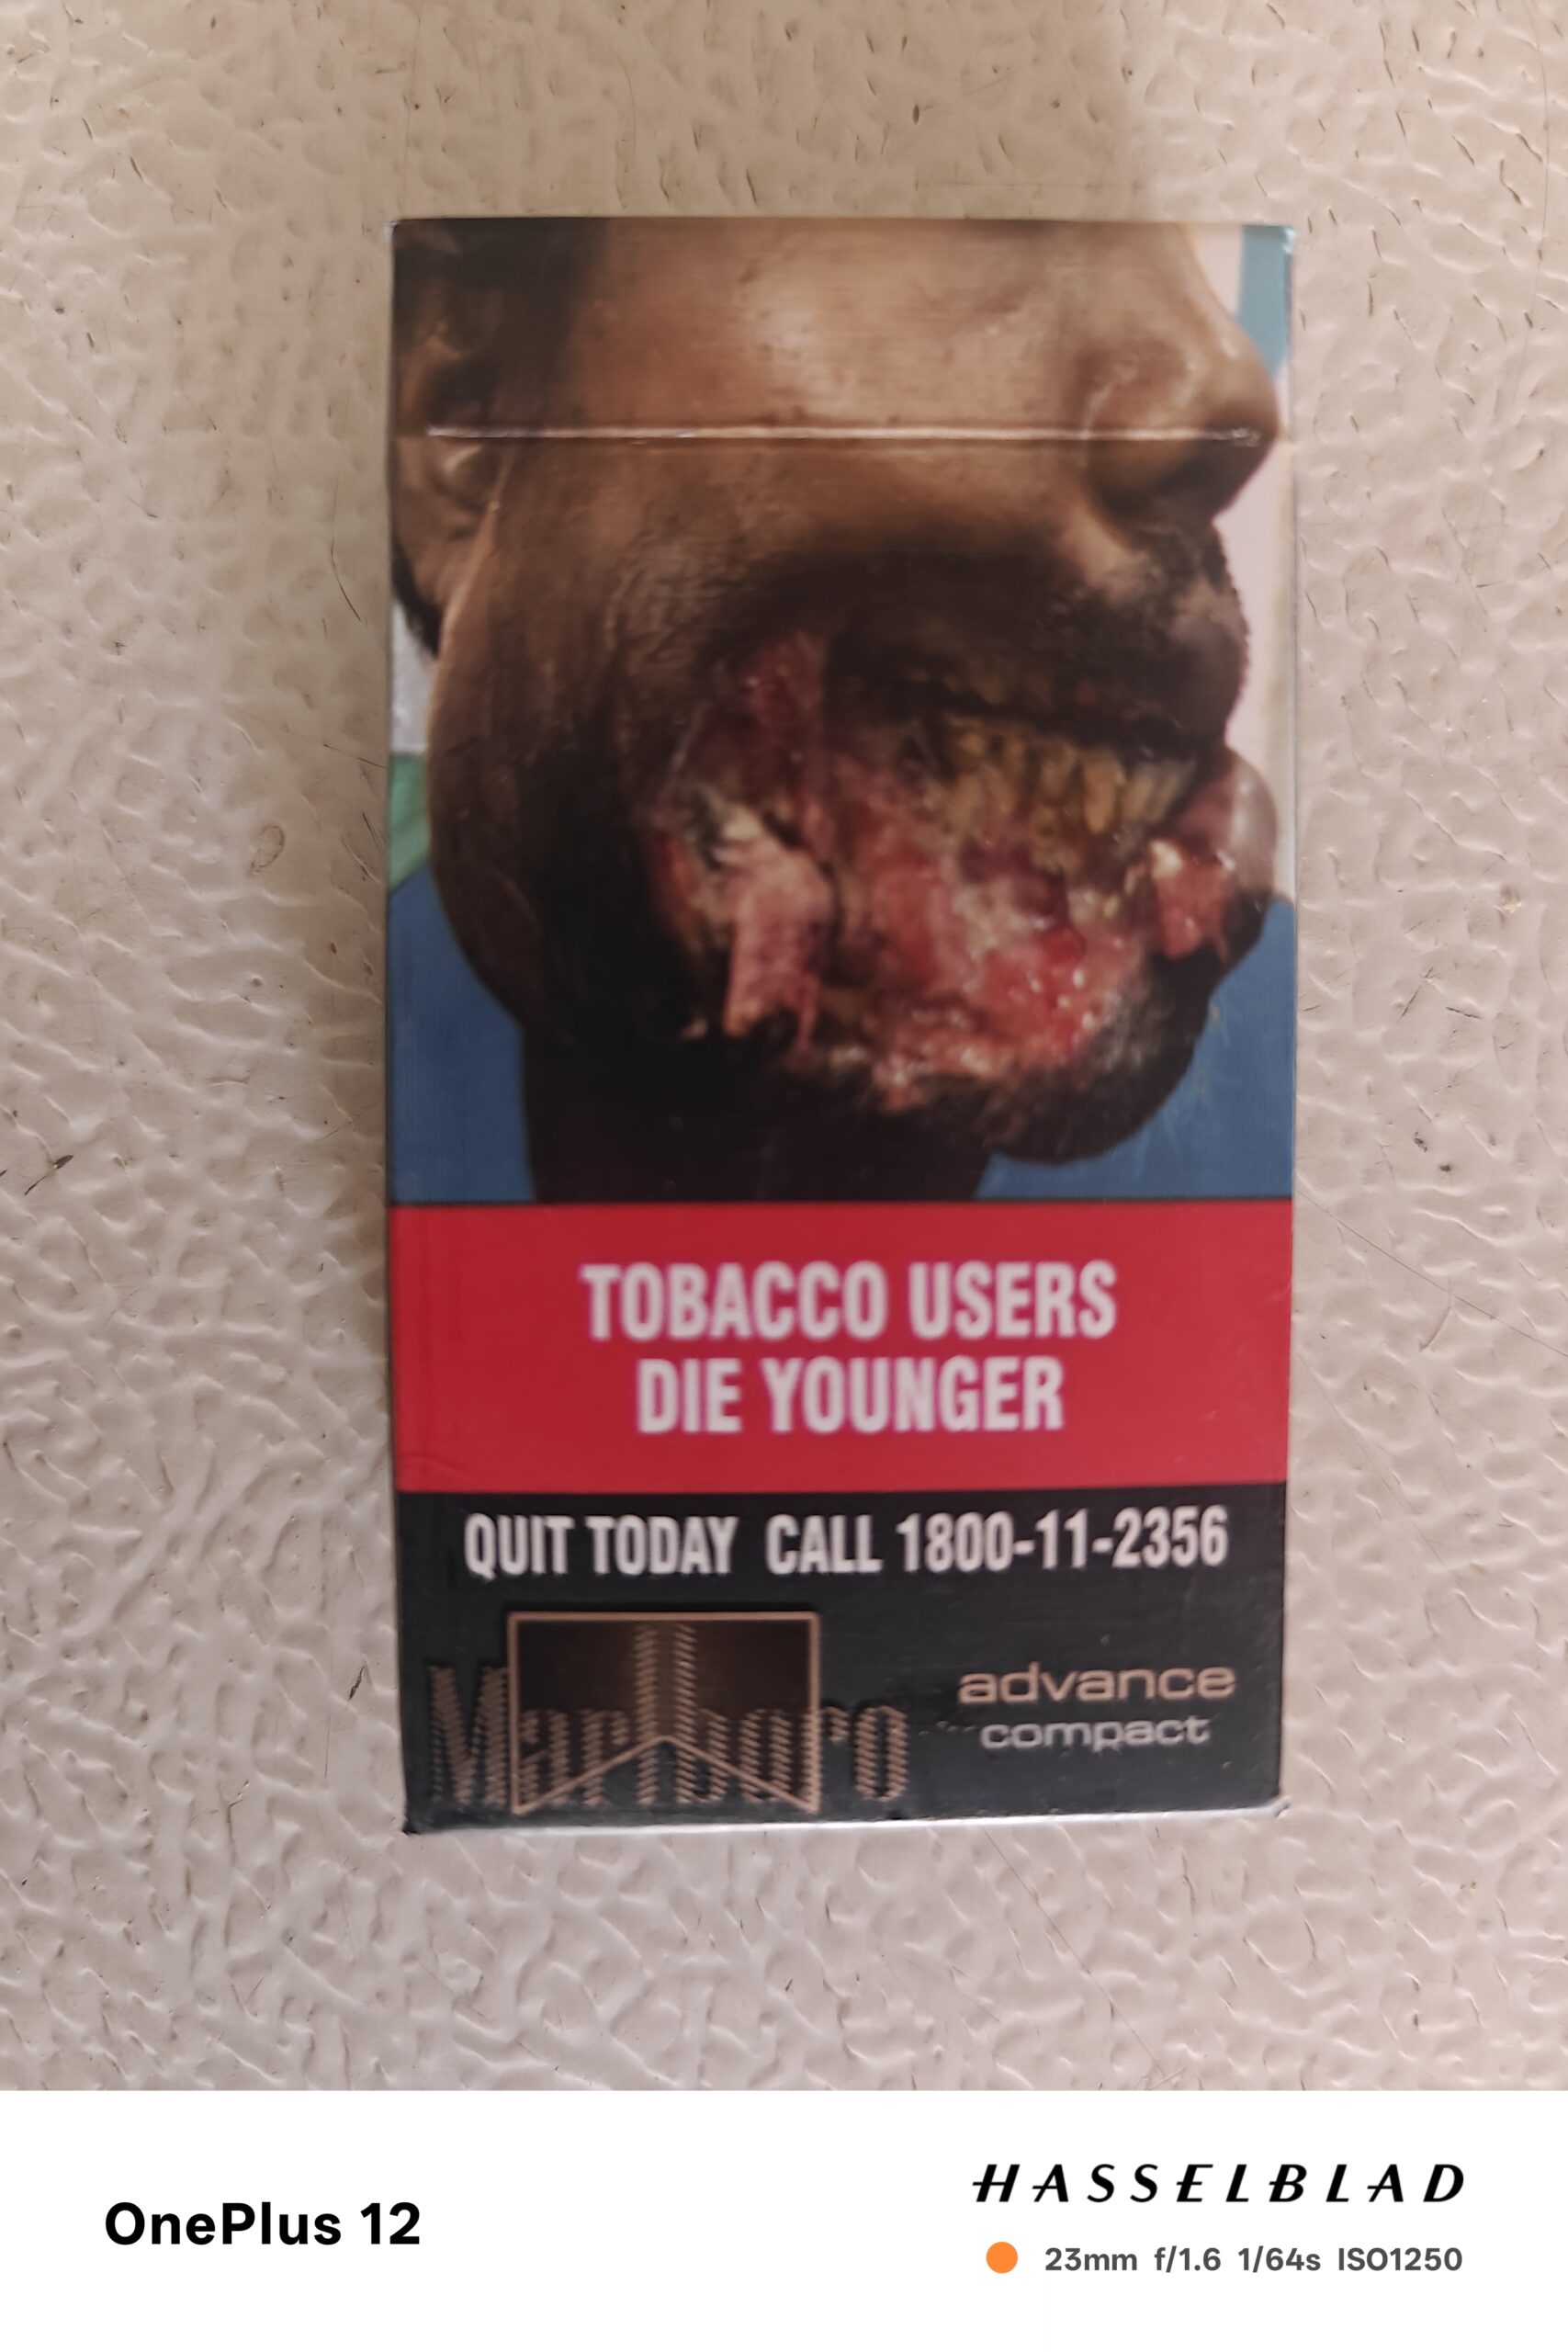 TOBACCO USERS
DIE YOUNGER
QUIT TODAY CALL 1800-11-2356
Marlboro
advance
compact
OnePlus 12
HASSELBLAD
23mm f/1.6 1/64s ISO1250